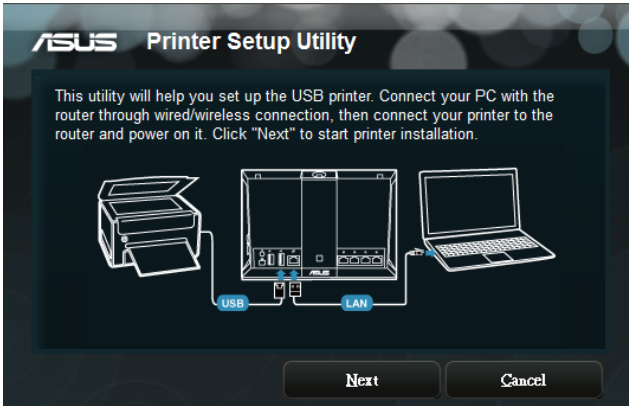 ASUS Printer Setup Utility
This utility will help you set up the USB printer. Connect your PC with the
router through wired/wireless connection, then connect your printer to the
router and power on it. Click "Next" to start printer installation.
ASUS
USB
LAN
Next
Cancel